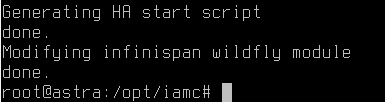 Generating HA start script
done.
Modifying infinispan wildfly module
done.
root@astra:/opt/iamc#